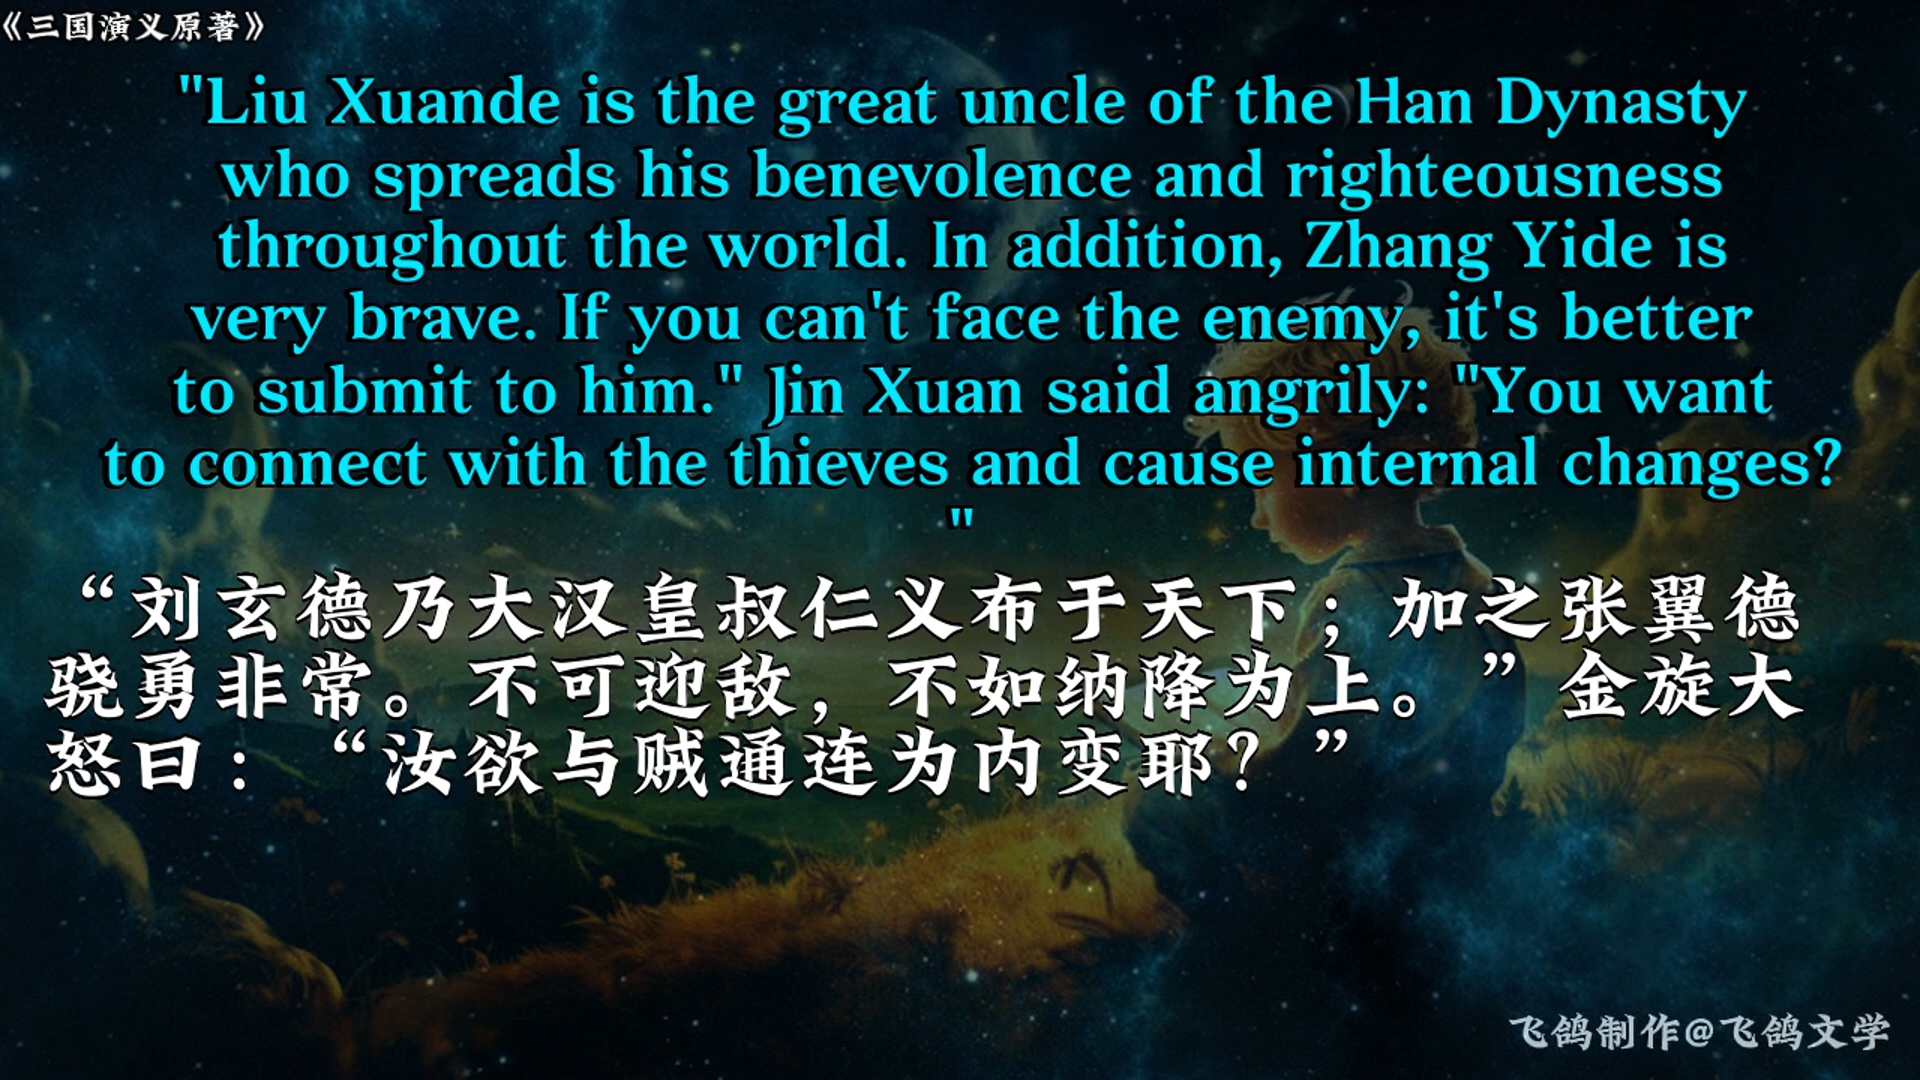 《三国演义原著》
"Liu Xuande is the great uncle of the Han Dynasty
who spreads his benevolence and righteousness
throughout the world. In addition, Zhang Yide is
very brave. If you can't face the enemy, it's better
to submit to him." Jin Xuan said angrily: "You want
to connect with the thieves and cause internal changes?
"
“刘玄德乃大汉皇叔仁义布于天下；加之张翼德
骁勇非常。不可迎敌，不如纳降为上。”金旋大
怒曰：“汝欲与贼通连为内变耶？”
飞鸽制作@飞鸽文学